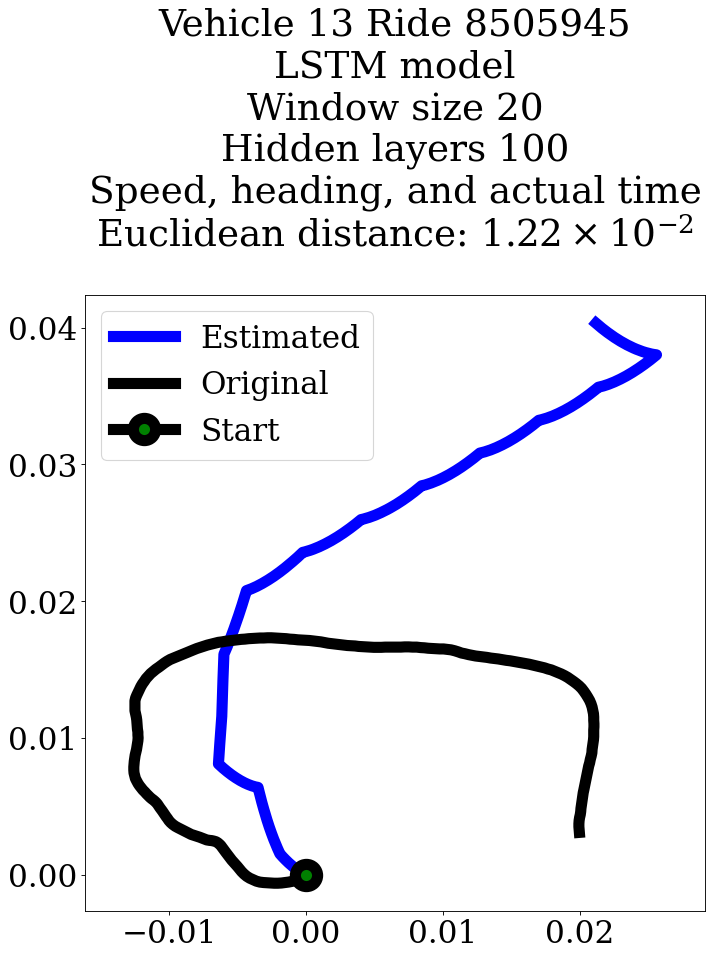 Vehicle 13 Ride 8505945
LSTM model
Window size 20
Hidden layers 100
Speed, heading, and actual time
Euclidean distance: 1.22 × 10⁻²
Estimated
Original
Start
0.04
0.03
0.02
0.01
0.00
−0.01 0.00 0.01 0.02